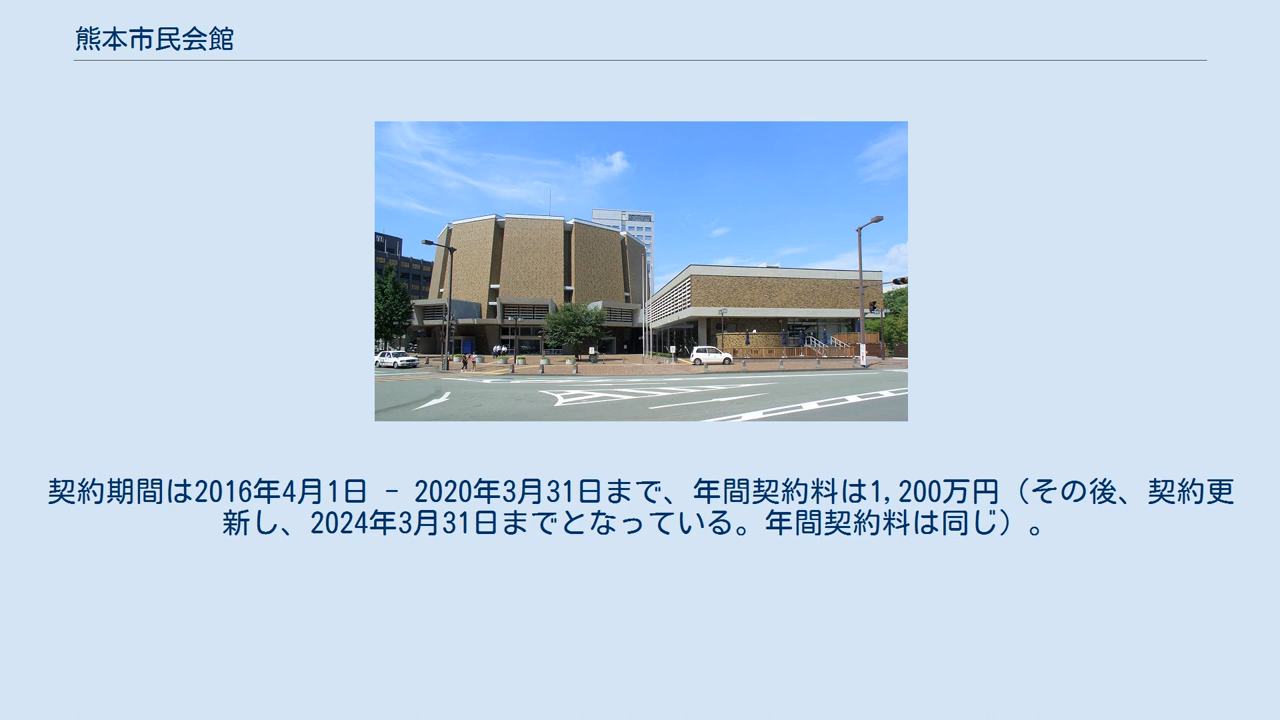 熊本市民会館
契約期間は2016年4月1日 - 2020年3月31日まで、年間契約料は1,200万円（その後、契約更
新し、2024年3月31日までとなっている。年間契約料は同じ）。